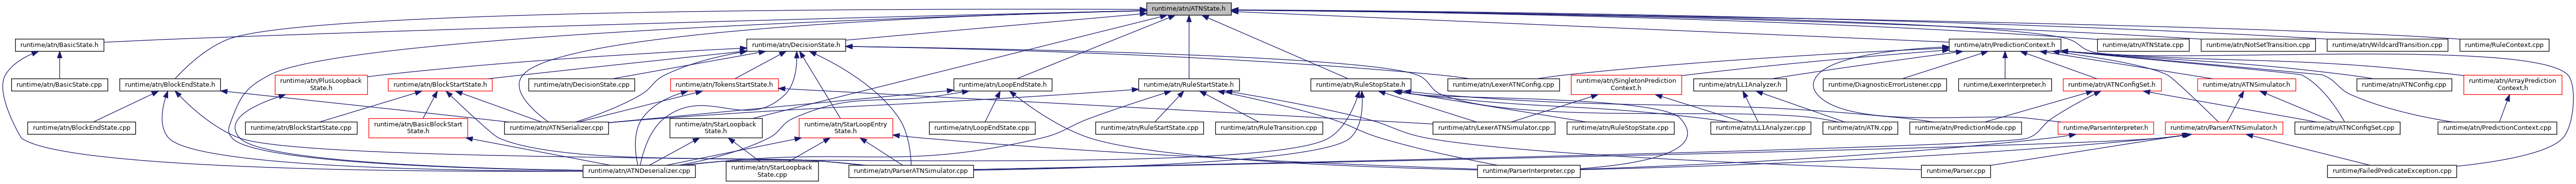 runtime/atn/ATNState.h
runtime/atn/BasicState.h
runtime/atn/DecisionState.h
runtime/atn/PredictionContext.h
runtime/atn/ATNState.cpp
runtime/atn/NotSetTransition.cpp
runtime/atn/WildcardTransition.cpp
runtime/RuleContext.cpp
runtime/atn/BasicState.cpp
runtime/atn/BlockEndState.h
runtime/atn/PlusLoopback
State.h
runtime/atn/BlockStartState.h
runtime/atn/DecisionState.cpp
runtime/atn/TokensStartState.h
runtime/atn/LoopEndState.h
runtime/atn/RuleStartState.h
runtime/atn/RuleStopState.h
runtime/atn/LexerATNConfig.cpp
runtime/atn/SingletonPrediction
Context.h
runtime/atn/LL1Analyzer.h
runtime/DiagnosticErrorListener.cpp
runtime/LexerInterpreter.h
runtime/atn/ATNConfigSet.h
runtime/atn/ATNSimulator.h
runtime/atn/ATNConfig.cpp
runtime/atn/ArrayPrediction
Context.h
runtime/atn/BlockEndState.cpp
runtime/atn/BlockStartState.cpp
runtime/atn/BasicBlockStart
State.h
runtime/atn/ATNSerializer.cpp
runtime/atn/StarLoopback
State.h
runtime/atn/StarLoopEntry
State.h
runtime/atn/LoopEndState.cpp
runtime/atn/RuleStartState.cpp
runtime/atn/RuleTransition.cpp
runtime/atn/LexerATNSimulator.cpp
runtime/atn/RuleStopState.cpp
runtime/atn/LL1Analyzer.cpp
runtime/atn/ATN.cpp
runtime/atn/PredictionMode.cpp
runtime/ParserInterpreter.h
runtime/atn/ParserATNSimulator.h
runtime/atn/ATNConfigSet.cpp
runtime/atn/PredictionContext.cpp
runtime/atn/ATNDeserializer.cpp
runtime/atn/StarLoopback
State.cpp
runtime/atn/ParserATNSimulator.cpp
runtime/ParserInterpreter.cpp
runtime/Parser.cpp
runtime/FailedPredicateException.cpp